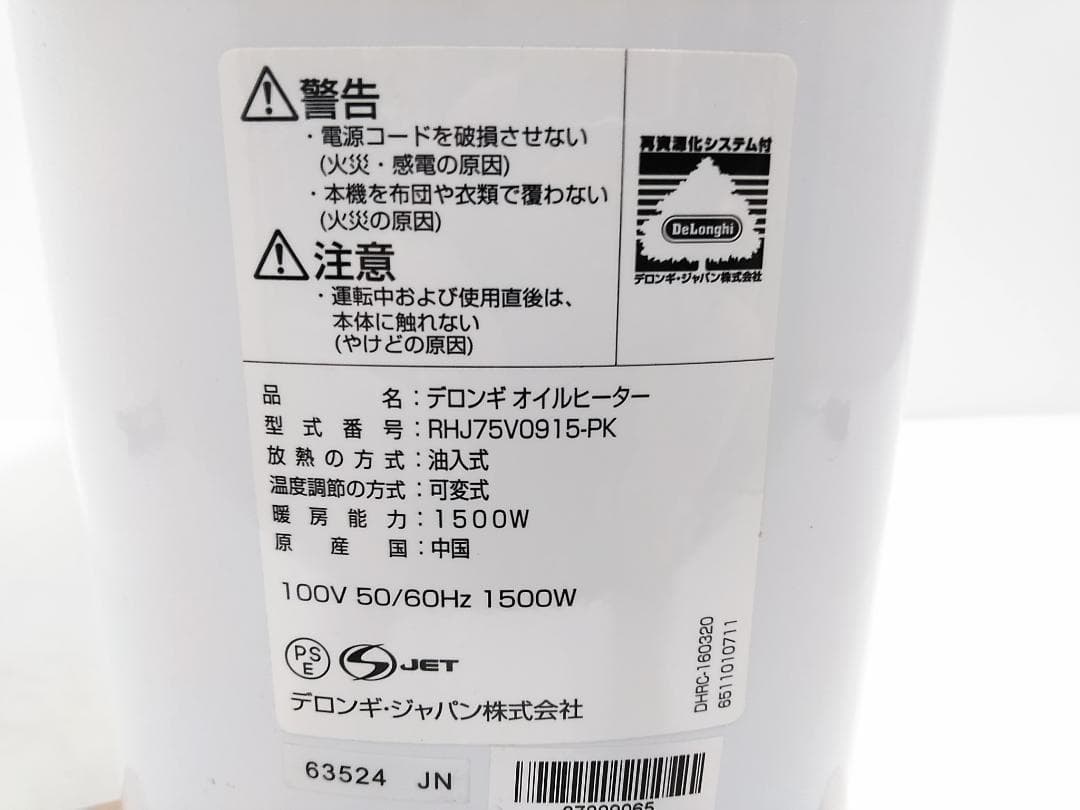 警告
・電源コードを破損させない
(火災・感電の原因)
・本機を布団や衣類で覆わない
(火災の原因)
注意
・運転中および使用直後は、
本体に触れない
(やけどの原因)
再資源化システム付
DeLonghi
デロンギ・ジャパン株式会社
品名：デロンギ オイルヒーター
型式番号：RHJ75V0915-PK
放熱の方式：油入式
温度調節の方式：可変式
暖房能力：1500W
原産国：中国
100V 50/60Hz 1500W
PS
E
S JET
デロンギ・ジャパン株式会社
DHRC-160320
6511010711
63524 JN